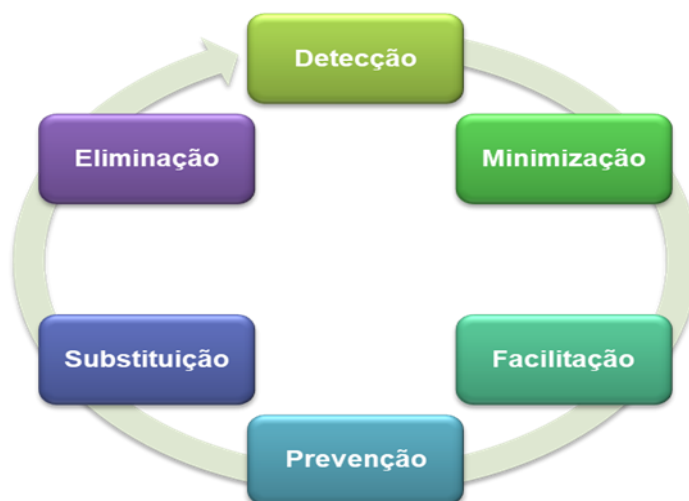 Detecção
Minimização
Facilitação
Prevenção
Substituição
Eliminação